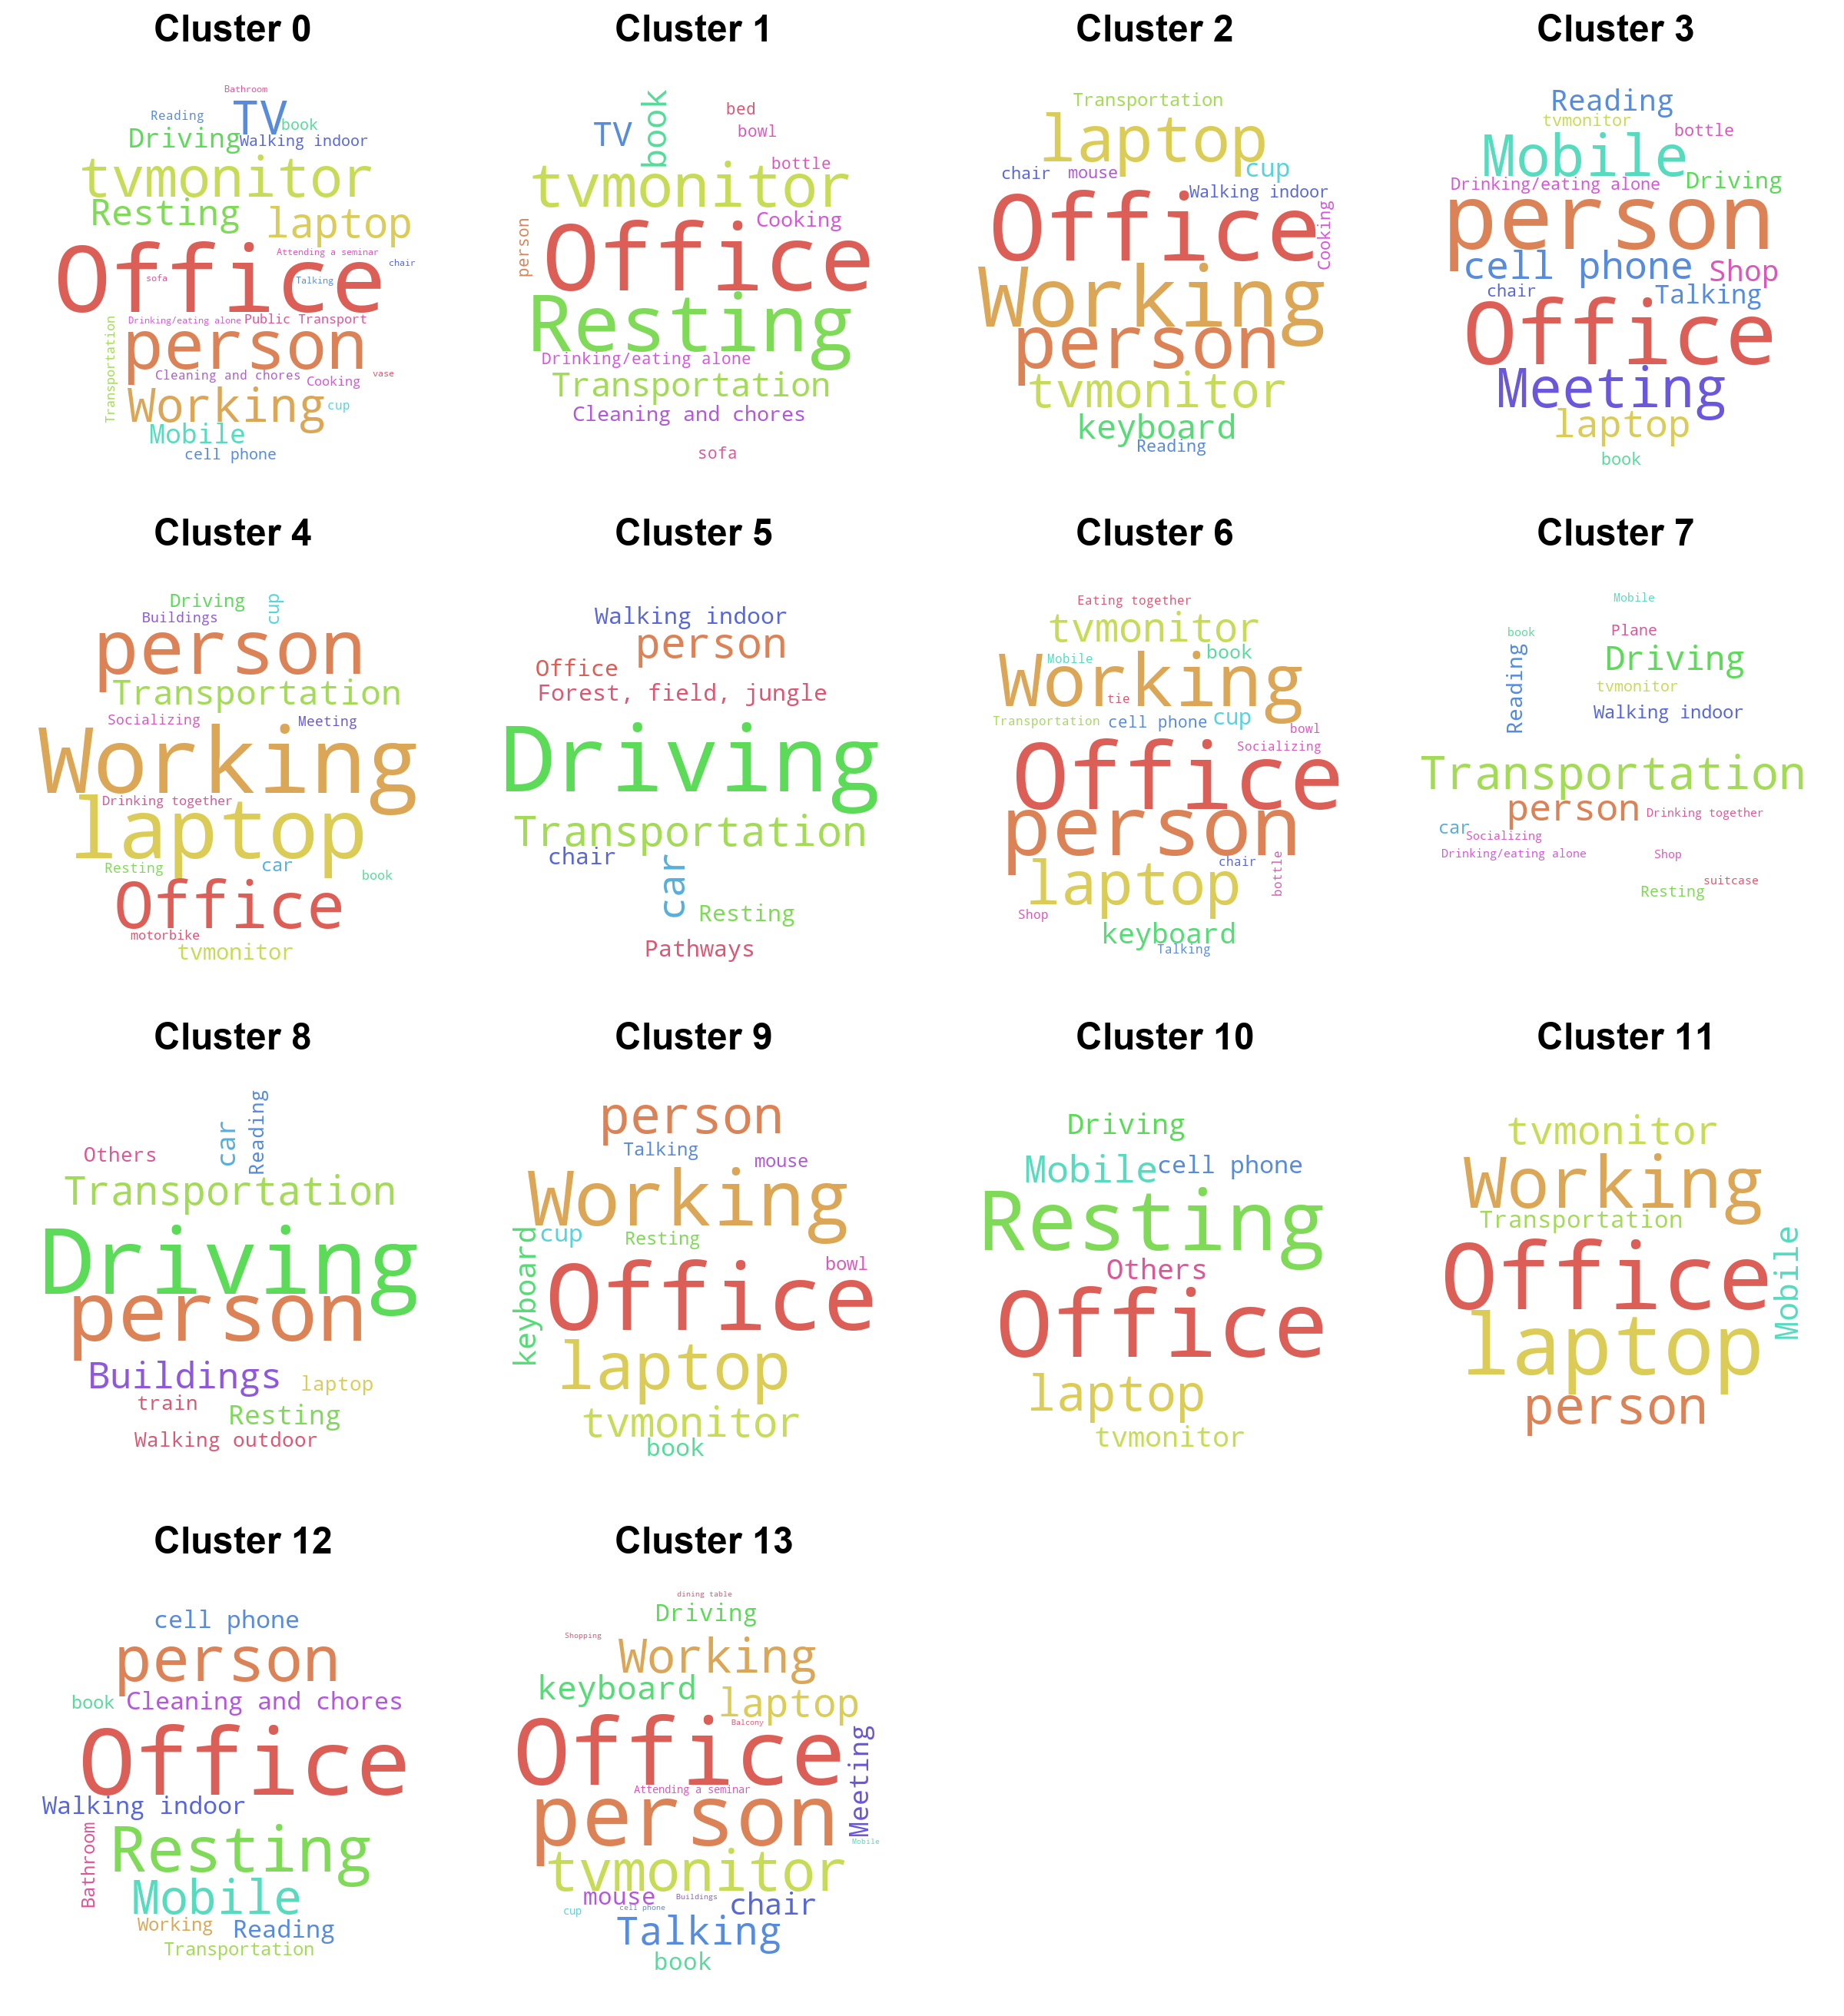 Cluster 0
Bathroom
TV
Reading
book
Driving
Walking indoor
tvmonitor
Resting
laptop
Attending a seminar
Office
chair
sofa
Talking
Drinking/eating alone
Public Transport
person
Transportation
Cleaning and chores
Cooking
vase
Working
cup
Mobile
cell phone
Cluster 1
book
bed
TV
bowl
bottle
tvmonitor
Cooking
person
Office
Resting
Drinking/eating alone
Transportation
Cleaning and chores
sofa
Cluster 2
Transportation
laptop
chair
mouse
cup
Walking indoor
Office
Cooking
Working
person
tvmonitor
keyboard
Reading
Cluster 3
Reading
tvmonitor
bottle
Mobile
Drinking/eating alone
Driving
person
cell phone
Shop
chair
Talking
Office
Meeting
laptop
book
Cluster 4
Driving
cup
Buildings
person
Transportation
Socializing
Meeting
Working
Drinking together
laptop
Resting
car
book
Office
motorbike
tvmonitor
Cluster 5
Walking indoor
person
Office
Forest, field, jungle
Driving
Transportation
chair
car
Resting
Pathways
Cluster 6
Eating together
tvmonitor
book
Mobile
Working
tie
Transportation
cell phone
cup
bowl
Socializing
Office
person
chair
bottle
laptop
Shop
keyboard
Talking
Cluster 7
Mobile
book
Plane
Driving
Reading
tvmonitor
Walking indoor
Transportation
person
Drinking together
car
Socializing
Drinking/eating alone
Shop
suitcase
Resting
Cluster 8
car
Reading
Others
Transportation
Driving
person
Buildings
laptop
train
Resting
Walking outdoor
Cluster 9
person
Talking
mouse
Working
cup
Resting
keyboard
bowl
Office
laptop
tvmonitor
book
Cluster 10
Driving
Mobile
cell phone
Resting
Others
Office
laptop
tvmonitor
Cluster 11
tvmonitor
Working
Transportation
Office
Mobile
laptop
person
Cluster 12
cell phone
person
book
Cleaning and chores
Office
Walking indoor
Resting
Bathroom
Mobile
Working
Reading
Transportation
Cluster 13
dining table
Driving
Shopping
Working
keyboard
laptop
Balcony
Office
Meeting
Attending a seminar
person
Mobile
tvmonitor
mouse
Buildings
chair
cup
cell phone
Talking
book